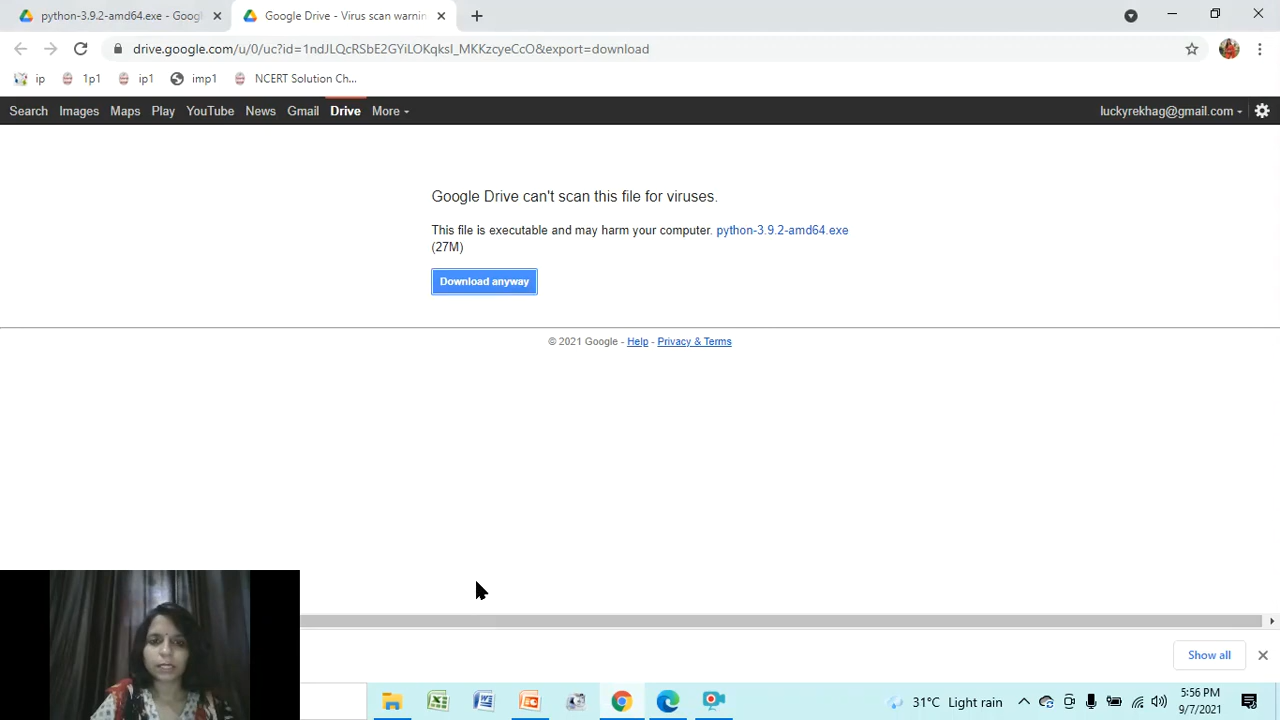 python-3.9.2-amd64.exe - Googl
Google Drive - Virus scan warnin
drive.google.com/u/0/uc?id=1ndJLQcRSbE2GYiLOKqksl_MKKzcyeCcO&export=download
ip 1p1 ip1 imp1 NCERT Solution Ch...
Search Images Maps Play YouTube News Gmail Drive More
luckyrekhag@gmail.com
Google Drive can't scan this file for viruses.
This file is executable and may harm your computer. python-3.9.2-amd64.exe
(27M)
Download anyway
© 2021 Google - Help - Privacy & Terms
Show all
31°C Light rain
5:56 PM
9/7/2021